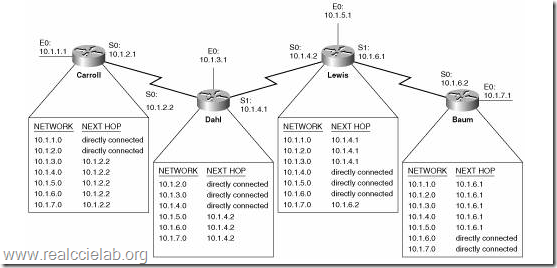 E0:
10.1.1.1
S0:
10.1.2.1
Carroll
NETWORK NEXT HOP
10.1.1.0 directly connected
10.1.2.0 directly connected
10.1.3.0 10.1.2.2
10.1.4.0 10.1.2.2
10.1.5.0 10.1.2.2
10.1.6.0 10.1.2.2
10.1.7.0 10.1.2.2
E0:
10.1.3.1
S0:
10.1.2.2
S1:
10.1.4.1
Dahl
NETWORK NEXT HOP
10.1.2.0 directly connected
10.1.3.0 directly connected
10.1.4.0 directly connected
10.1.5.0 10.1.4.2
10.1.6.0 10.1.4.2
10.1.7.0 10.1.4.2
E0:
10.1.5.1
S0:
10.1.4.2
S1:
10.1.6.1
Lewis
NETWORK NEXT HOP
10.1.1.0 10.1.4.1
10.1.2.0 10.1.4.1
10.1.3.0 10.1.4.1
10.1.4.0 directly connected
10.1.5.0 directly connected
10.1.6.0 directly connected
10.1.7.0 10.1.6.2
S0:
10.1.6.2
E0:
10.1.7.1
Baum
NETWORK NEXT HOP
10.1.1.0 10.1.6.1
10.1.2.0 10.1.6.1
10.1.3.0 10.1.6.1
10.1.4.0 10.1.6.1
10.1.5.0 10.1.6.1
10.1.6.0 directly connected
10.1.7.0 directly connected
www.realccielab.org